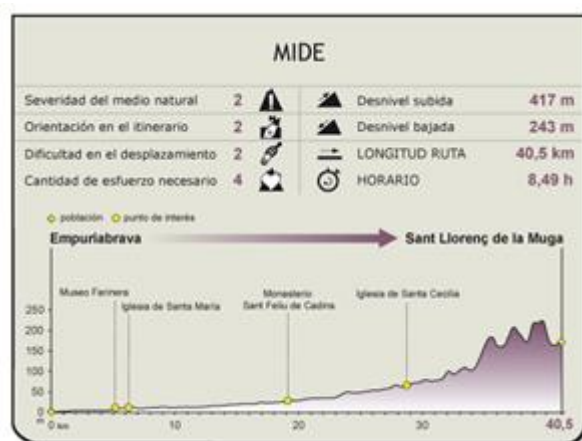 MIDE
Severidad del medio natural 2
Desnivel subida 417 m
Orientación en el itinerario 2
Desnivel bajada 243 m
Dificultad en el desplazamiento 2
LONGITUD RUTA 40,5 km
Cantidad de esfuerzo necesario 4
HORARIO 8,49 h
población punto de interés
Empuriabrava Sant Llorenç de la Muga
Museo Farinera
Iglesia de Santa María
Monasterio
Sant Feliu de Cadins
Iglesia de Santa Cecilia
250
200
150
100
50
0
m
0 km 10 20 30 40,5